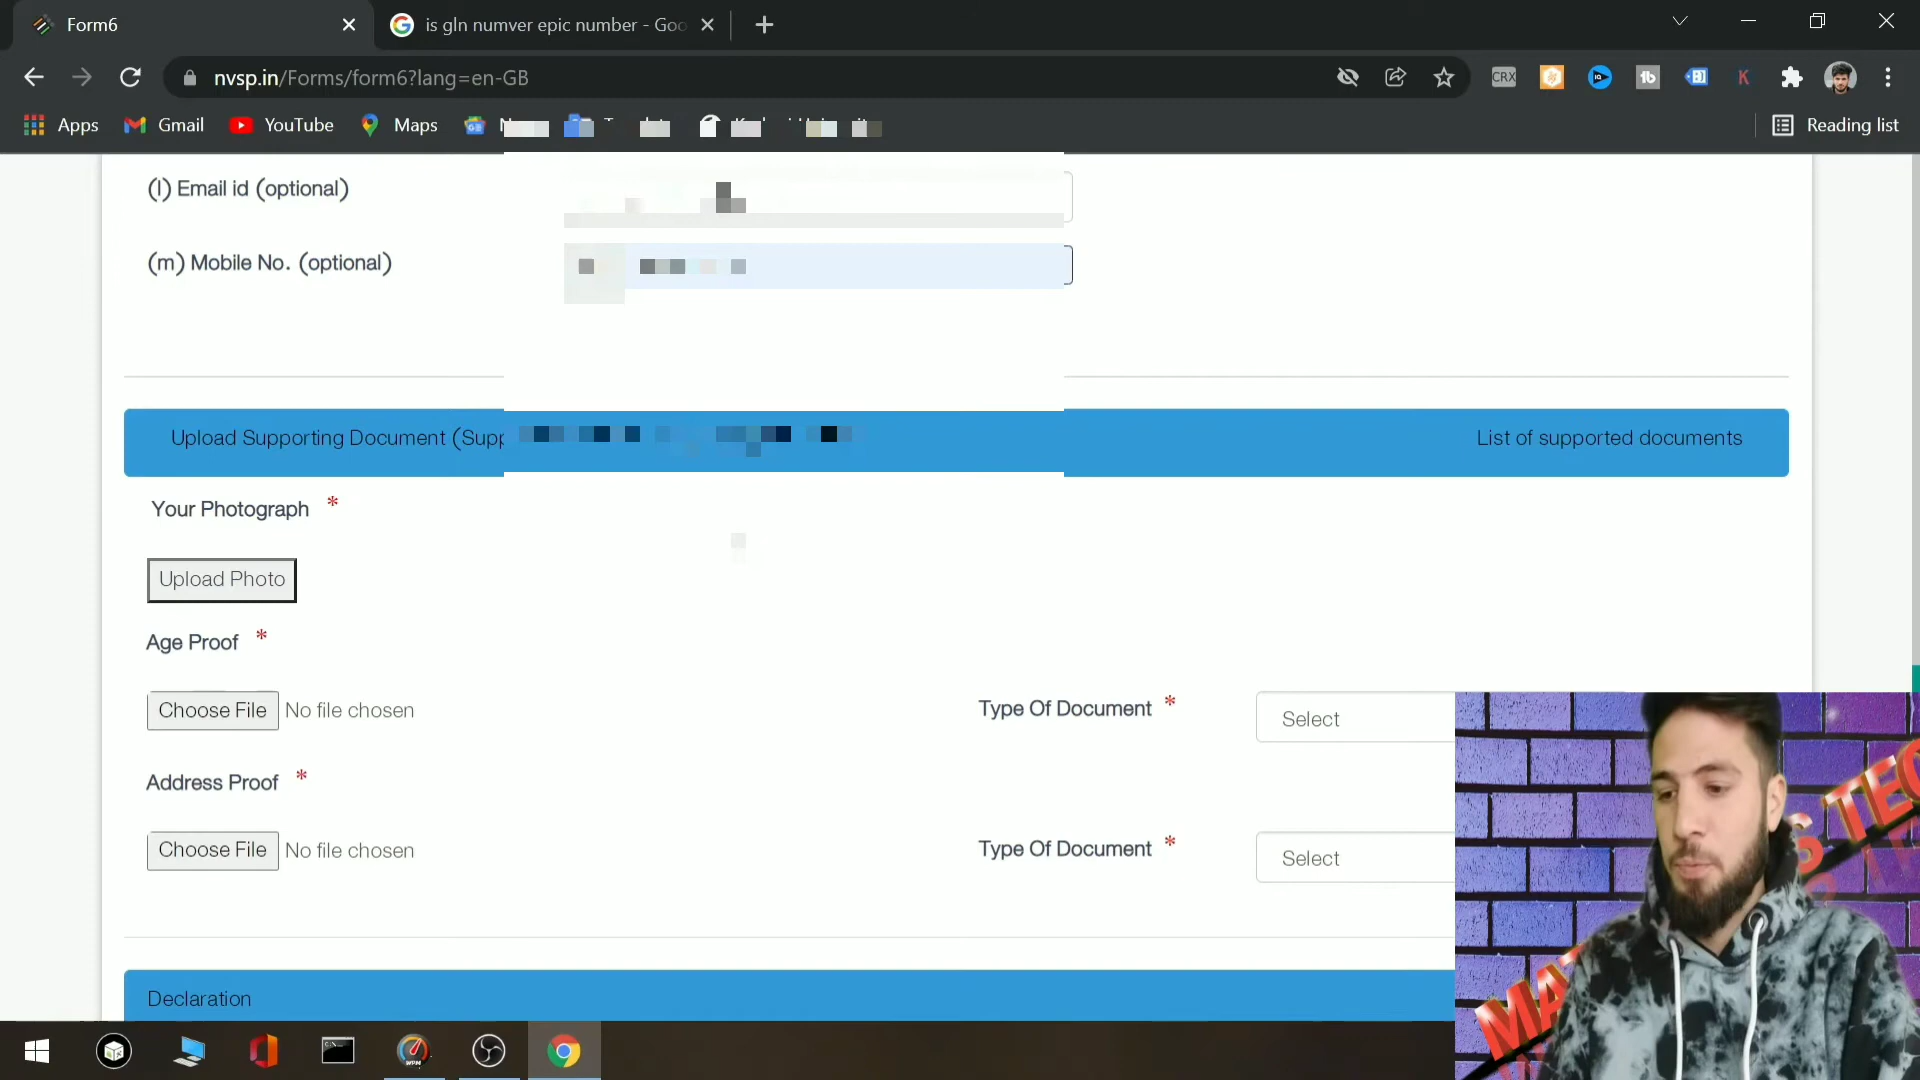 Form6
is gln numver epic number - Goo
nvsp.in/Forms/form6?lang=en-GB
CRX
Apps
Gmail
YouTube
Maps
Reading list
(l) Email id (optional)
(m) Mobile No. (optional)
Upload Supporting Document (Supp
List of supported documents
Your Photograph *
Upload Photo
Age Proof *
Choose File No file chosen
Type Of Document *
Select
Address Proof *
Choose File No file chosen
Type Of Document *
Select
Declaration